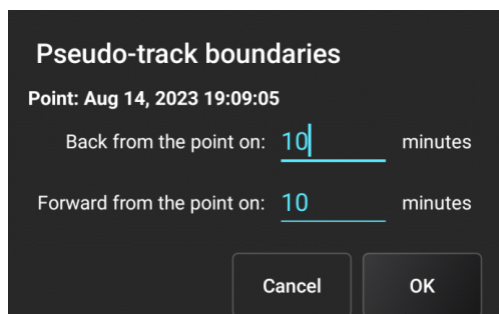 Pseudo-track boundaries
Point: Aug 14, 2023 19:09:05
Back from the point on: 10 minutes
Forward from the point on: 10 minutes
Cancel OK